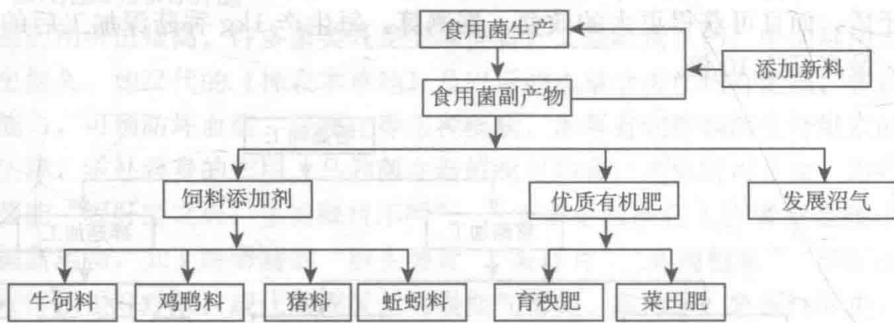 食用菌生产
添加新料
食用菌副产物
饲料添加剂
优质有机肥
发展沼气
牛饲料
鸡鸭料
猪料
蚯蚓料
育秧肥
菜田肥